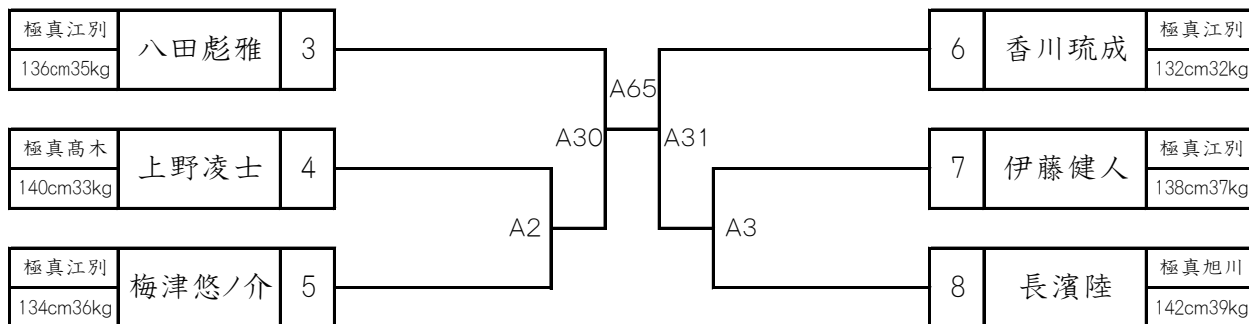 極真江別
136cm35kg
八田彪雅
3
極真髙木
140cm33kg
上野凌士
4
極真江別
134cm36kg
梅津悠ノ介
5
A2
A30
A65
A31
A3
6
香川琉成
極真江別
132cm32kg
7
伊藤健人
極真江別
138cm37kg
8
長濱陸
極真旭川
142cm39kg